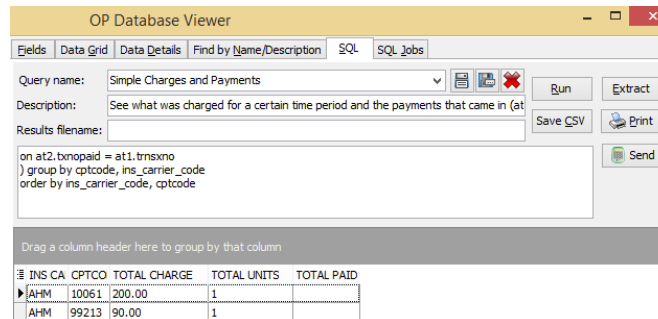 OP Database Viewer
Fields Data Grid Data Details Find by Name/Description SQL SQL Jobs
Query name: Simple Charges and Payments
Run Extract
Description: See what was charged for a certain time period and the payments that came in (at
Save CSV Print
Results filename:
Send
on at2.txnopaid = at1.trnsxno
) group by cptcode, ins_carrier_code
order by ins_carrier_code, cptcode
Drag a column header here to group by that column
INS CA CPTCO TOTAL CHARGE TOTAL UNITS TOTAL PAID
AHM 10061 200.00 1
AHM 99213 90.00 1